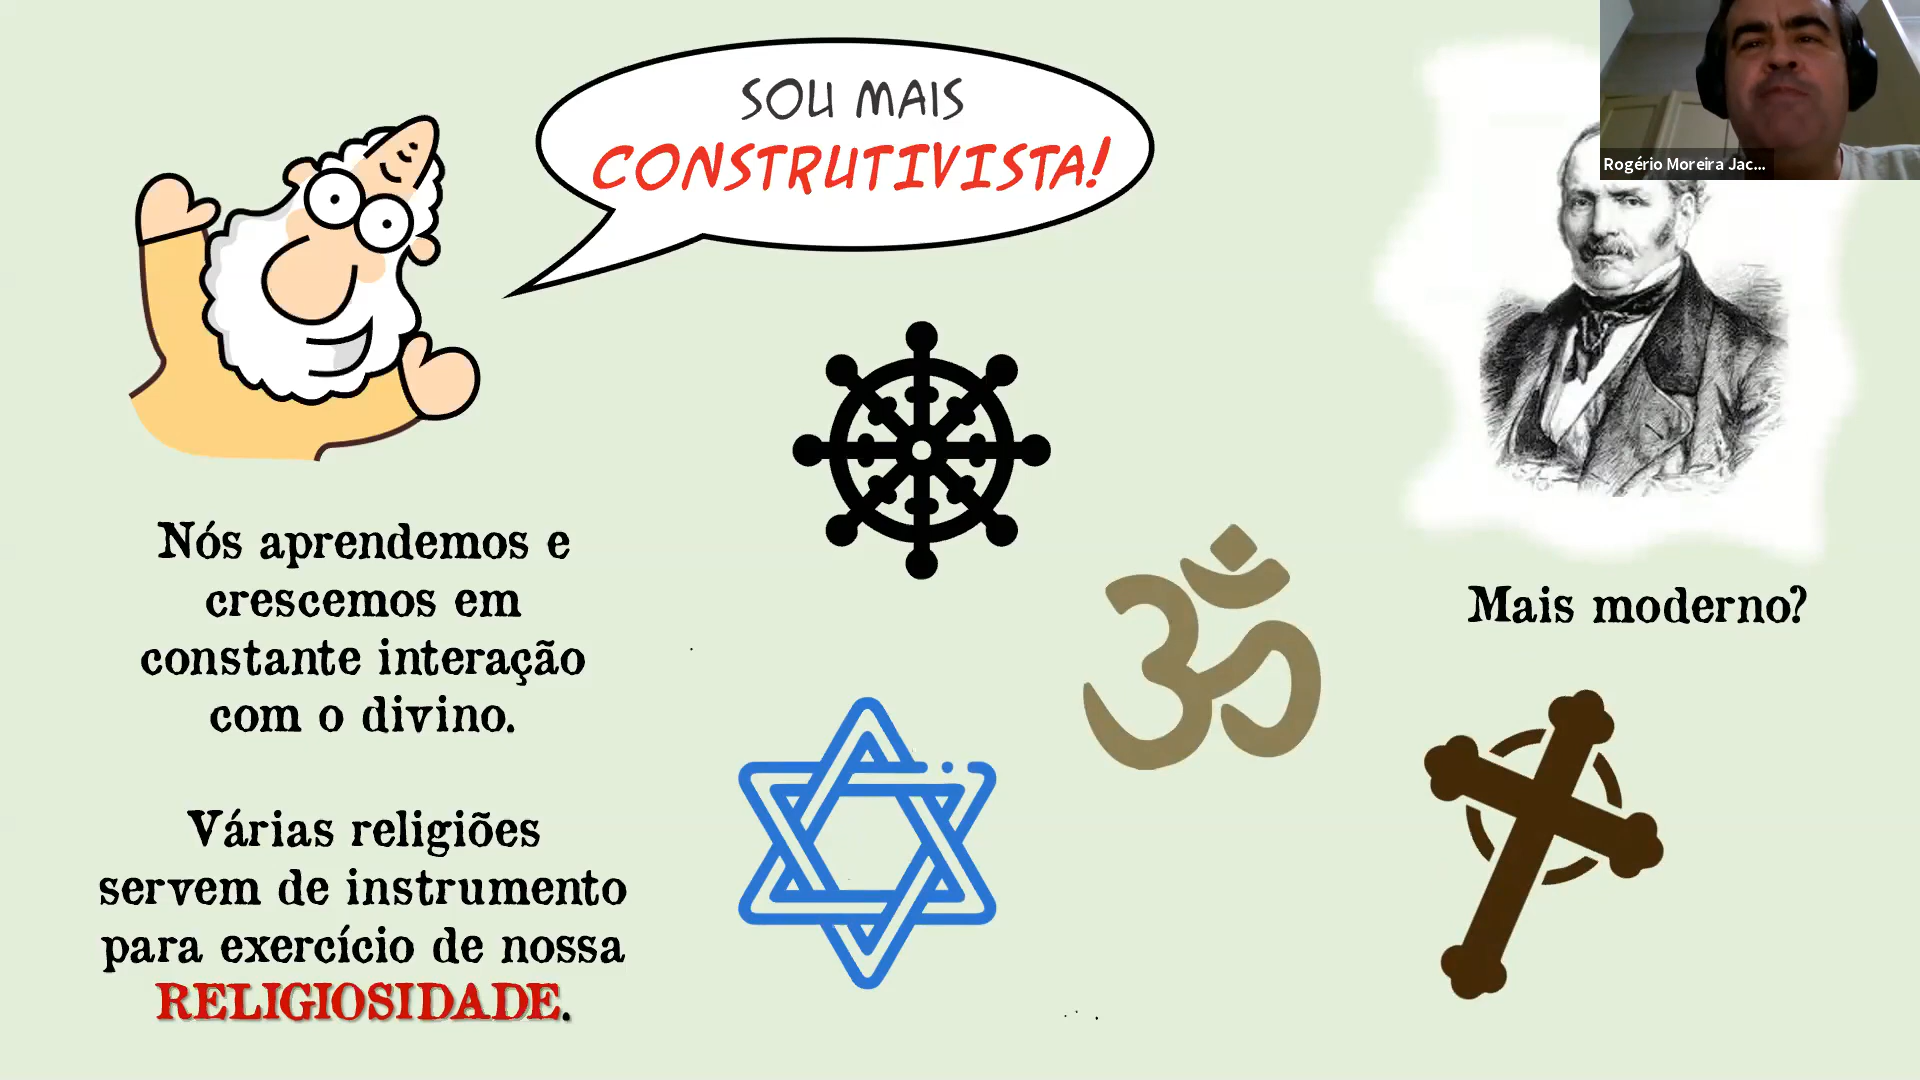 SOU MAIS
CONSTRUTIVISTA!
Rogério Moreira Jac...
Nós aprendemos e
crescemos em
constante interação
com o divino.
Várias religiões
servem de instrumento
para exercício de nossa
RELIGIOSIDADE.
Mais moderno?